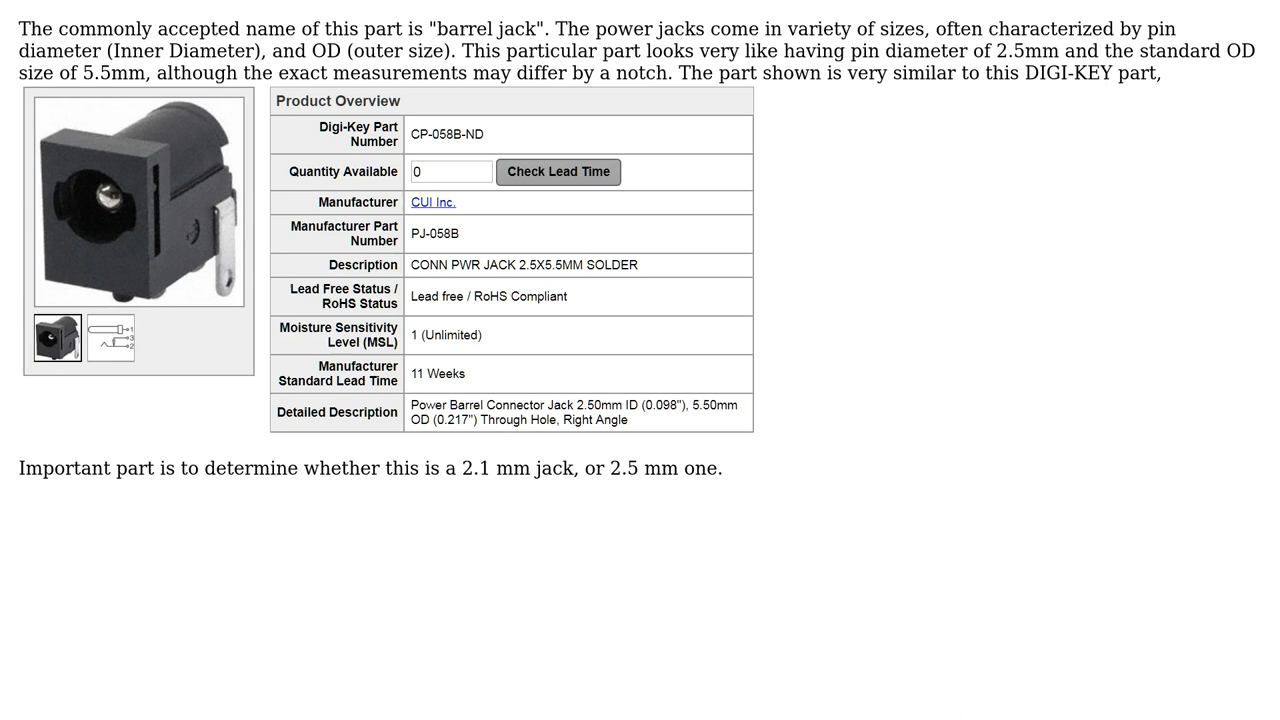 The commonly accepted name of this part is "barrel jack". The power jacks come in variety of sizes, often characterized by pin
diameter (Inner Diameter), and OD (outer size). This particular part looks very like having pin diameter of 2.5mm and the standard OD
size of 5.5mm, although the exact measurements may differ by a notch. The part shown is very similar to this DIGI-KEY part,
Product Overview
Digi-Key Part
Number
CP-058B-ND
Quantity Available
0
Check Lead Time
Manufacturer
CUI Inc.
Manufacturer Part
Number
PJ-058B
Description
CONN PWR JACK 2.5X5.5MM SOLDER
Lead Free Status /
RoHS Status
Lead free / RoHS Compliant
Moisture Sensitivity
Level (MSL)
1 (Unlimited)
Manufacturer
Standard Lead Time
11 Weeks
Detailed Description
Power Barrel Connector Jack 2.50mm ID (0.098"), 5.50mm
OD (0.217") Through Hole, Right Angle
1
3
2
Important part is to determine whether this is a 2.1 mm jack, or 2.5 mm one.